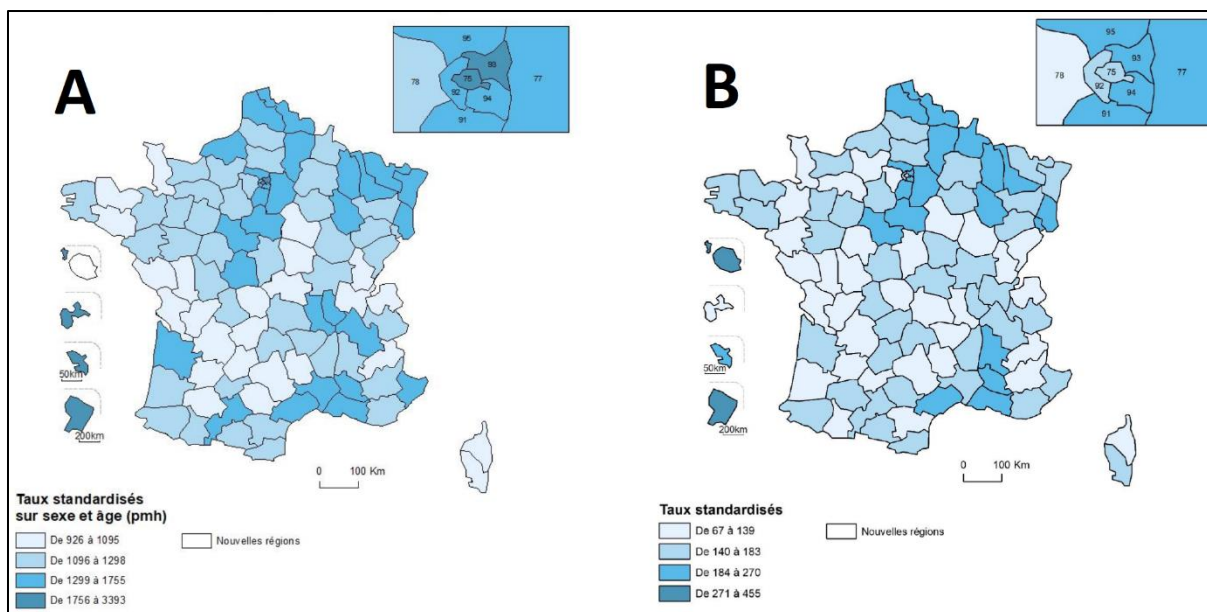 A
95
78
93
75
92
94
77
91
50km
200km
0 100 Km
Taux standardisés
sur sexe et âge (pmh)
De 926 à 1095
De 1096 à 1298
De 1299 à 1755
De 1756 à 3393
Nouvelles régions
B
95
78
93
75
92
94
77
91
50km
200km
0 100 Km
Taux standardisés
De 67 à 139
De 140 à 183
De 184 à 270
De 271 à 455
Nouvelles régions